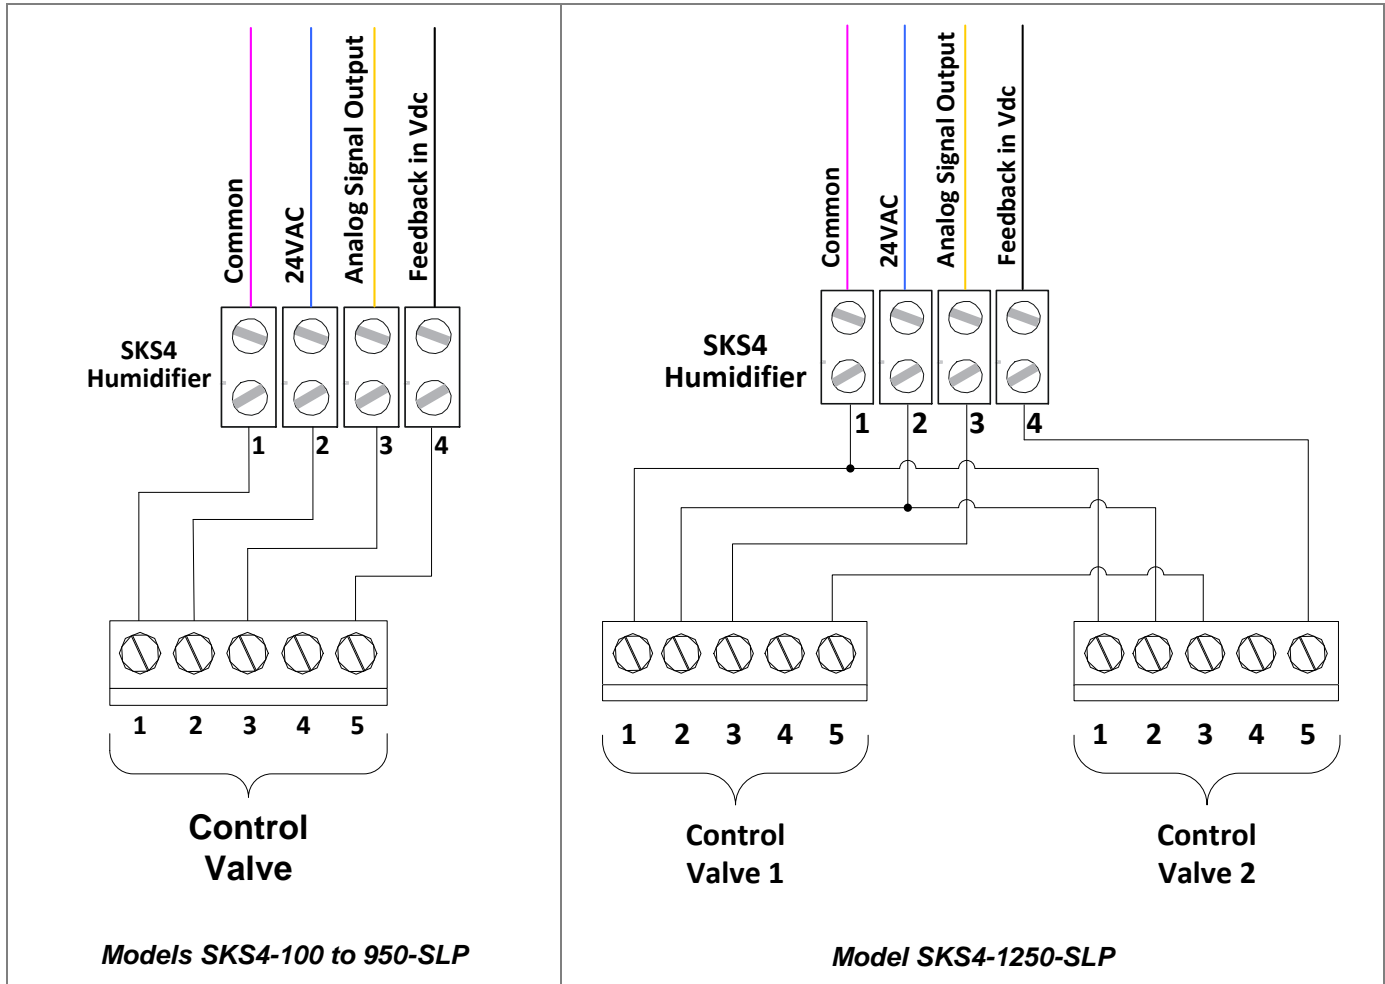 Common
24VAC
Analog Signal Output
Feedback in Vdc
SKS4
Humidifier
1 2 3 4
1 2 3 4 5
Control
Valve
Models SKS4-100 to 950-SLP
Common
24VAC
Analog Signal Output
Feedback in Vdc
SKS4
Humidifier
1 2 3 4
1 2 3 4 5
Control
Valve 1
1 2 3 4 5
Control
Valve 2
Model SKS4-1250-SLP